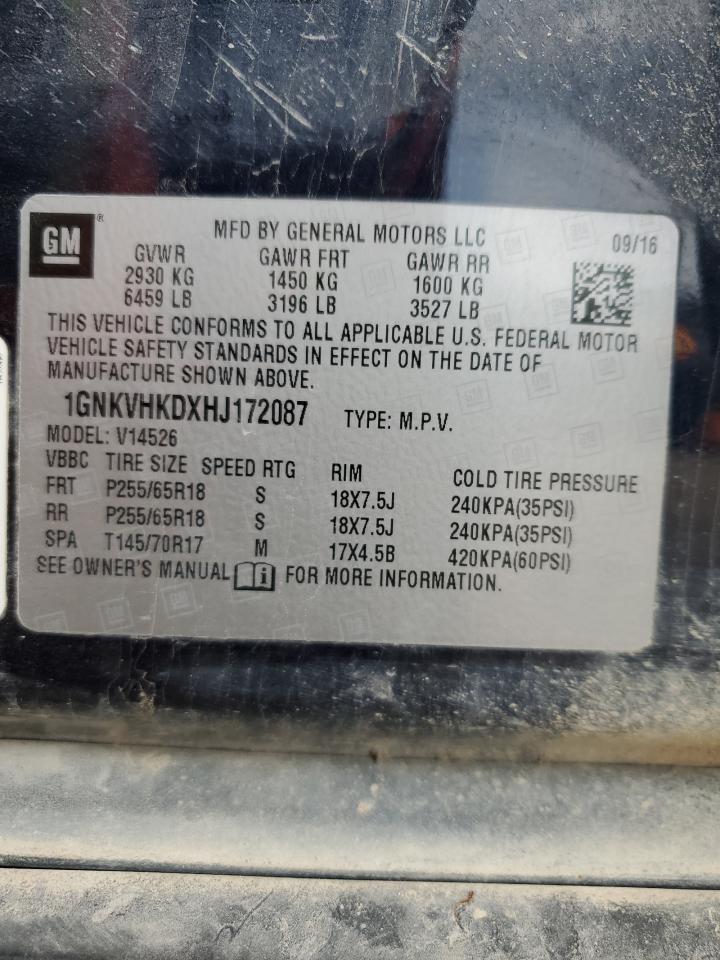 GM®
MFD BY GENERAL MOTORS LLC 09/16
GVWR GAWR FRT GAWR RR
2930 KG 1450 KG 1600 KG
6459 LB 3196 LB 3527 LB
THIS VEHICLE CONFORMS TO ALL APPLICABLE U.S. FEDERAL MOTOR
VEHICLE SAFETY STANDARDS IN EFFECT ON THE DATE OF
MANUFACTURE SHOWN ABOVE.
1GNKVHKDXHJ172087 TYPE: M.P.V.
MODEL: V14526
VBBC TIRE SIZE SPEED RTG RIM COLD TIRE PRESSURE
FRT P255/65R18 S 18X7.5J 240KPA(35PSI)
RR P255/65R18 S 18X7.5J 240KPA(35PSI)
SPA T145/70R17 M 17X4.5B 420KPA(60PSI)
SEE OWNER'S MANUAL FOR MORE INFORMATION.